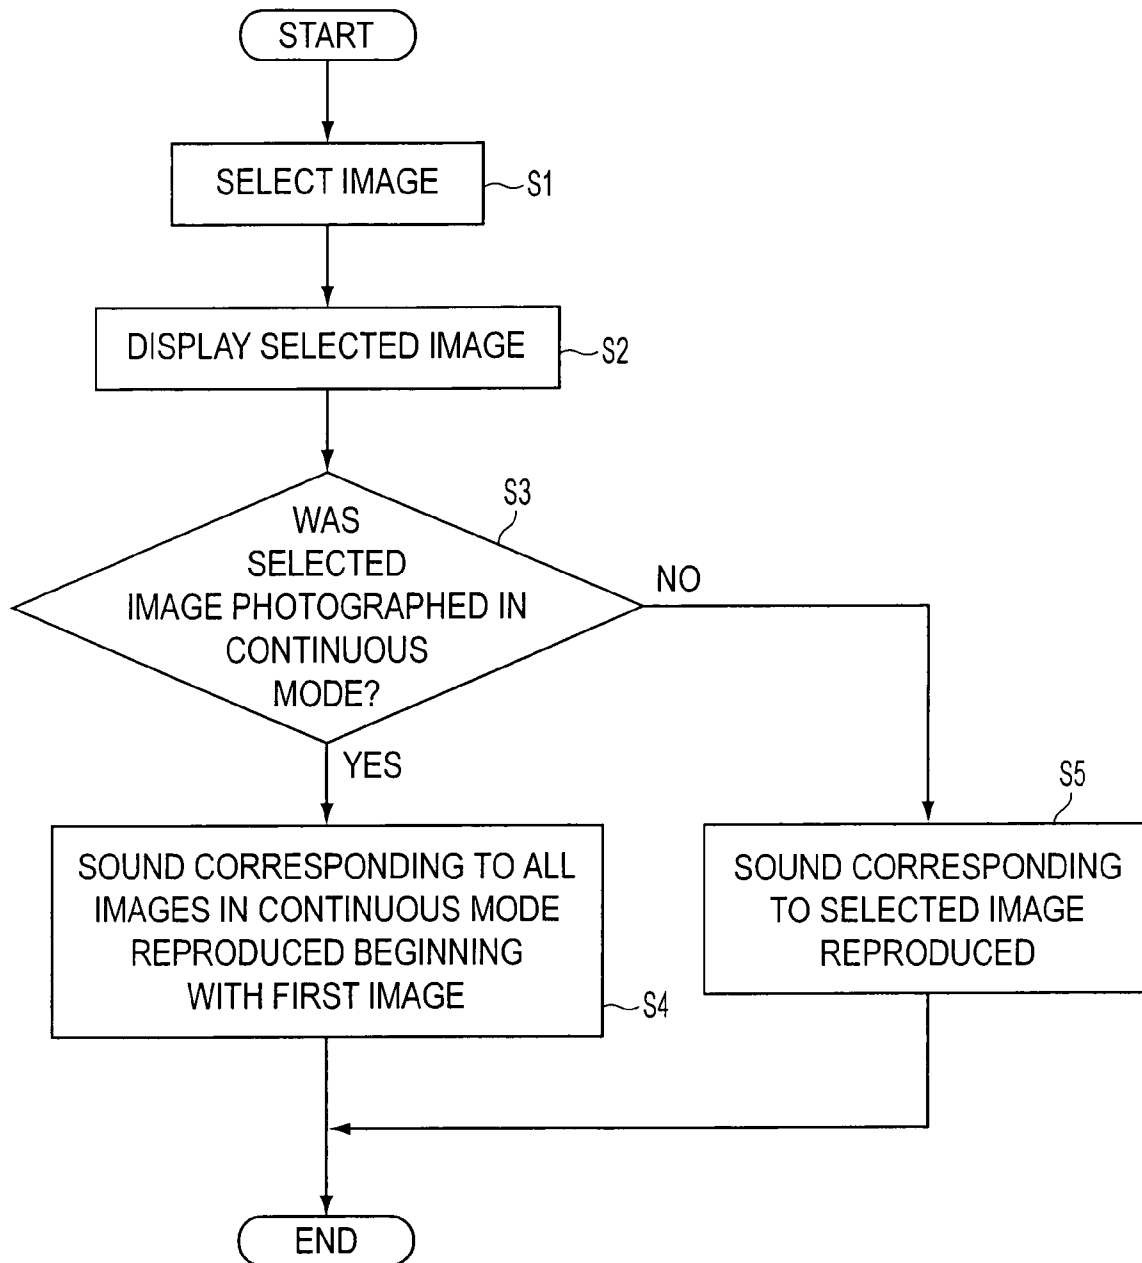 START
SELECT IMAGE
S1
DISPLAY SELECTED IMAGE
S2
S3
WAS
SELECTED
IMAGE PHOTOGRAPHED IN
CONTINUOUS
MODE?
NO
YES
SOUND CORRESPONDING TO ALL
IMAGES IN CONTINUOUS MODE
REPRODUCED BEGINNING
WITH FIRST IMAGE
S4
S5
SOUND CORRESPONDING
TO SELECTED IMAGE
REPRODUCED
END